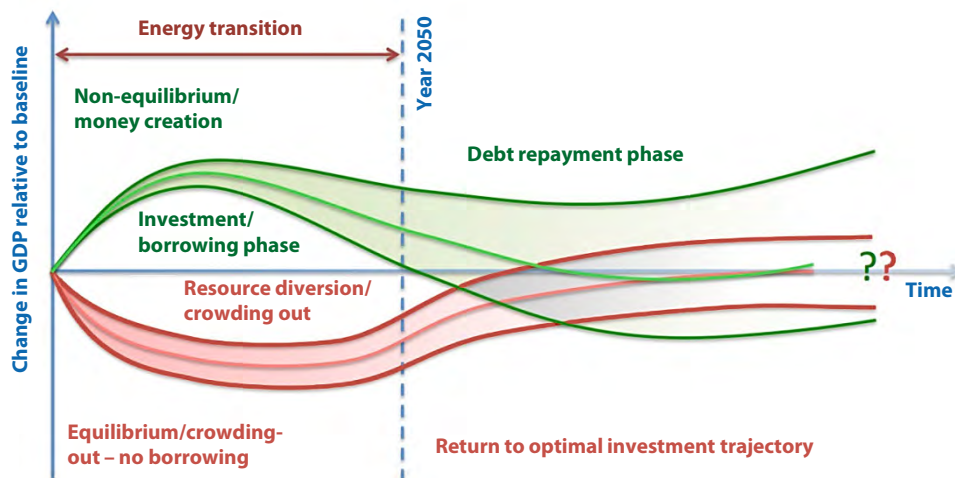 Change in GDP relative to baseline
Energy transition
Year 2050
Non-equilibrium/
money creation
Debt repayment phase
Investment/
borrowing phase
Resource diversion/
crowding out
??
Time
Equilibrium/crowding-
out – no borrowing
Return to optimal investment trajectory